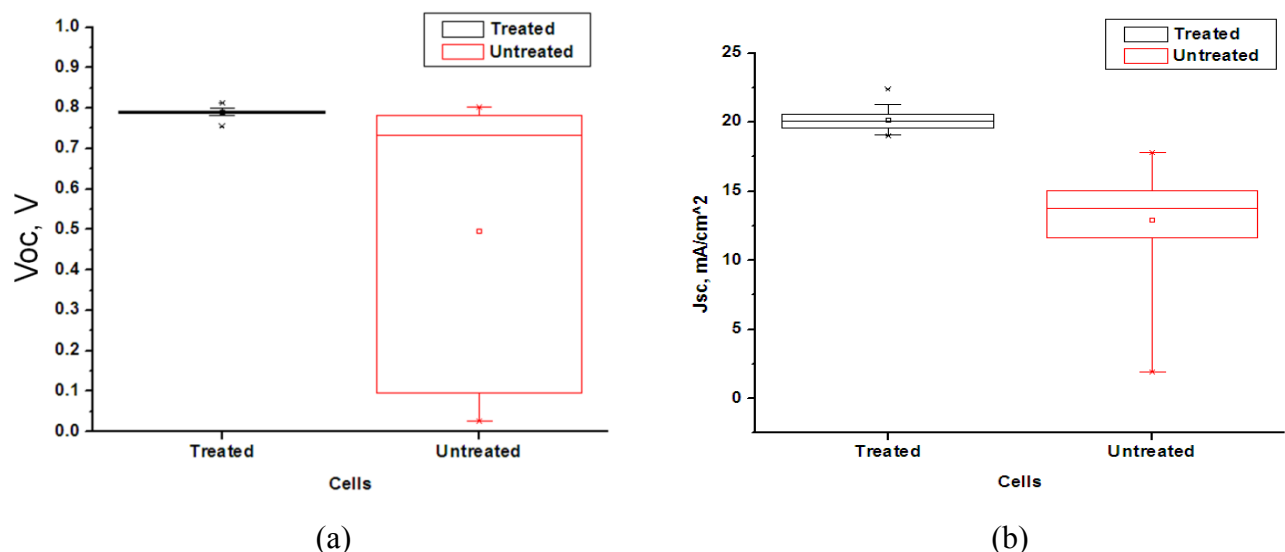 Treated
Untreated
1.0
0.9
0.8
0.7
0.6
0.5
0.4
0.3
0.2
0.1
0.0
Voc, V
Treated
Untreated
Cells
(a)
Treated
Untreated
25
20
15
10
5
0
Jsc, mA/cm^2
Treated
Untreated
Cells
(b)